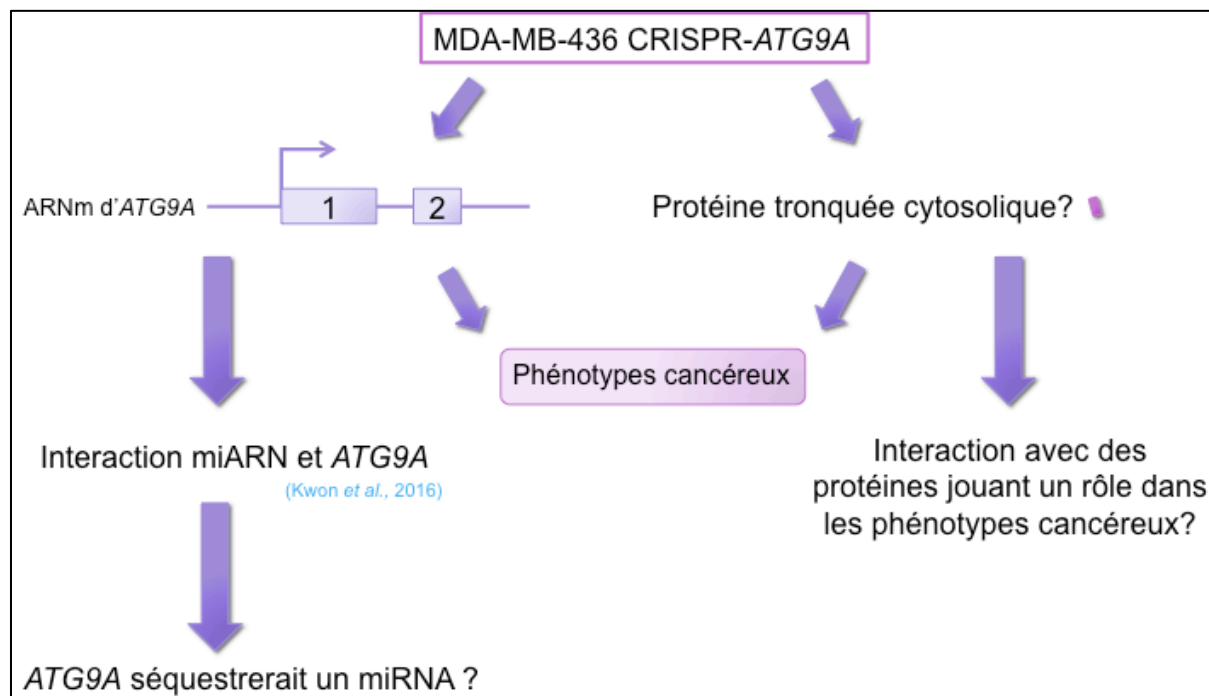 MDA-MB-436 CRISPR-ATG9A
ARNm d'ATG9A
1
2
Protéine tronquée cytosolique?
Phénotypes cancéreux
Interaction miARN et ATG9A
(Kwon et al., 2016)
Interaction avec des
protéines jouant un rôle dans
les phénotypes cancéreux?
ATG9A séquestrerait un miRNA ?